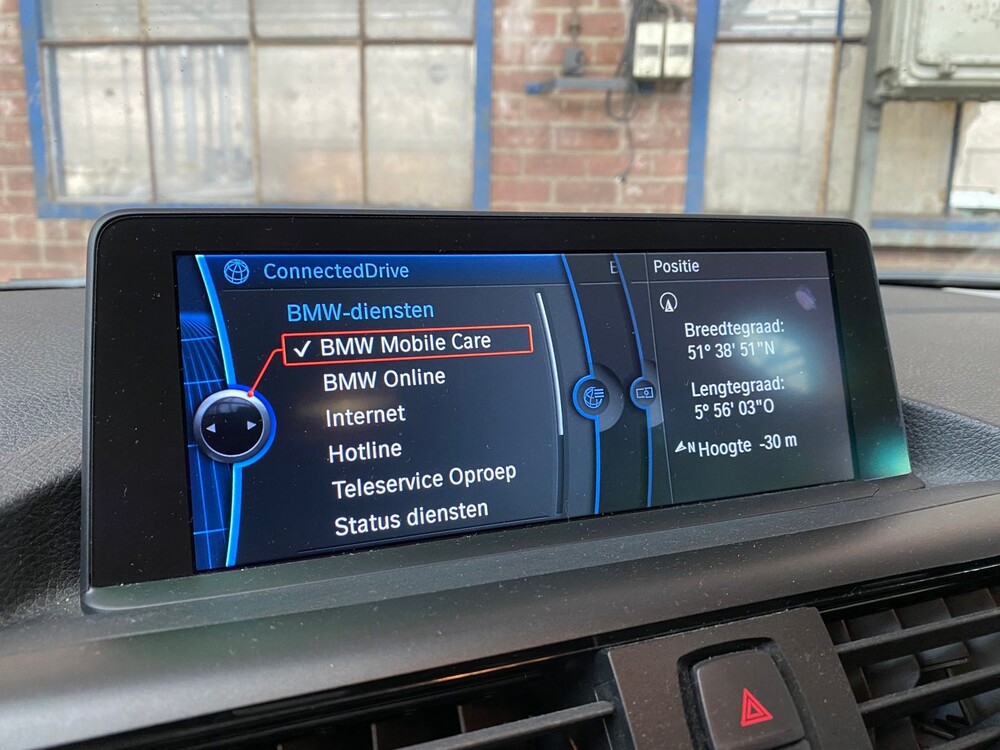 ConnectedDrive
BMW-diensten
✓ BMW Mobile Care
BMW Online
Internet
Hotline
Teleservice Oproep
Status diensten
E
Positie
Breedtegraad:
51° 38' 51"N
Lengtegraad:
5° 56' 03"O
N Hoogte -30 m